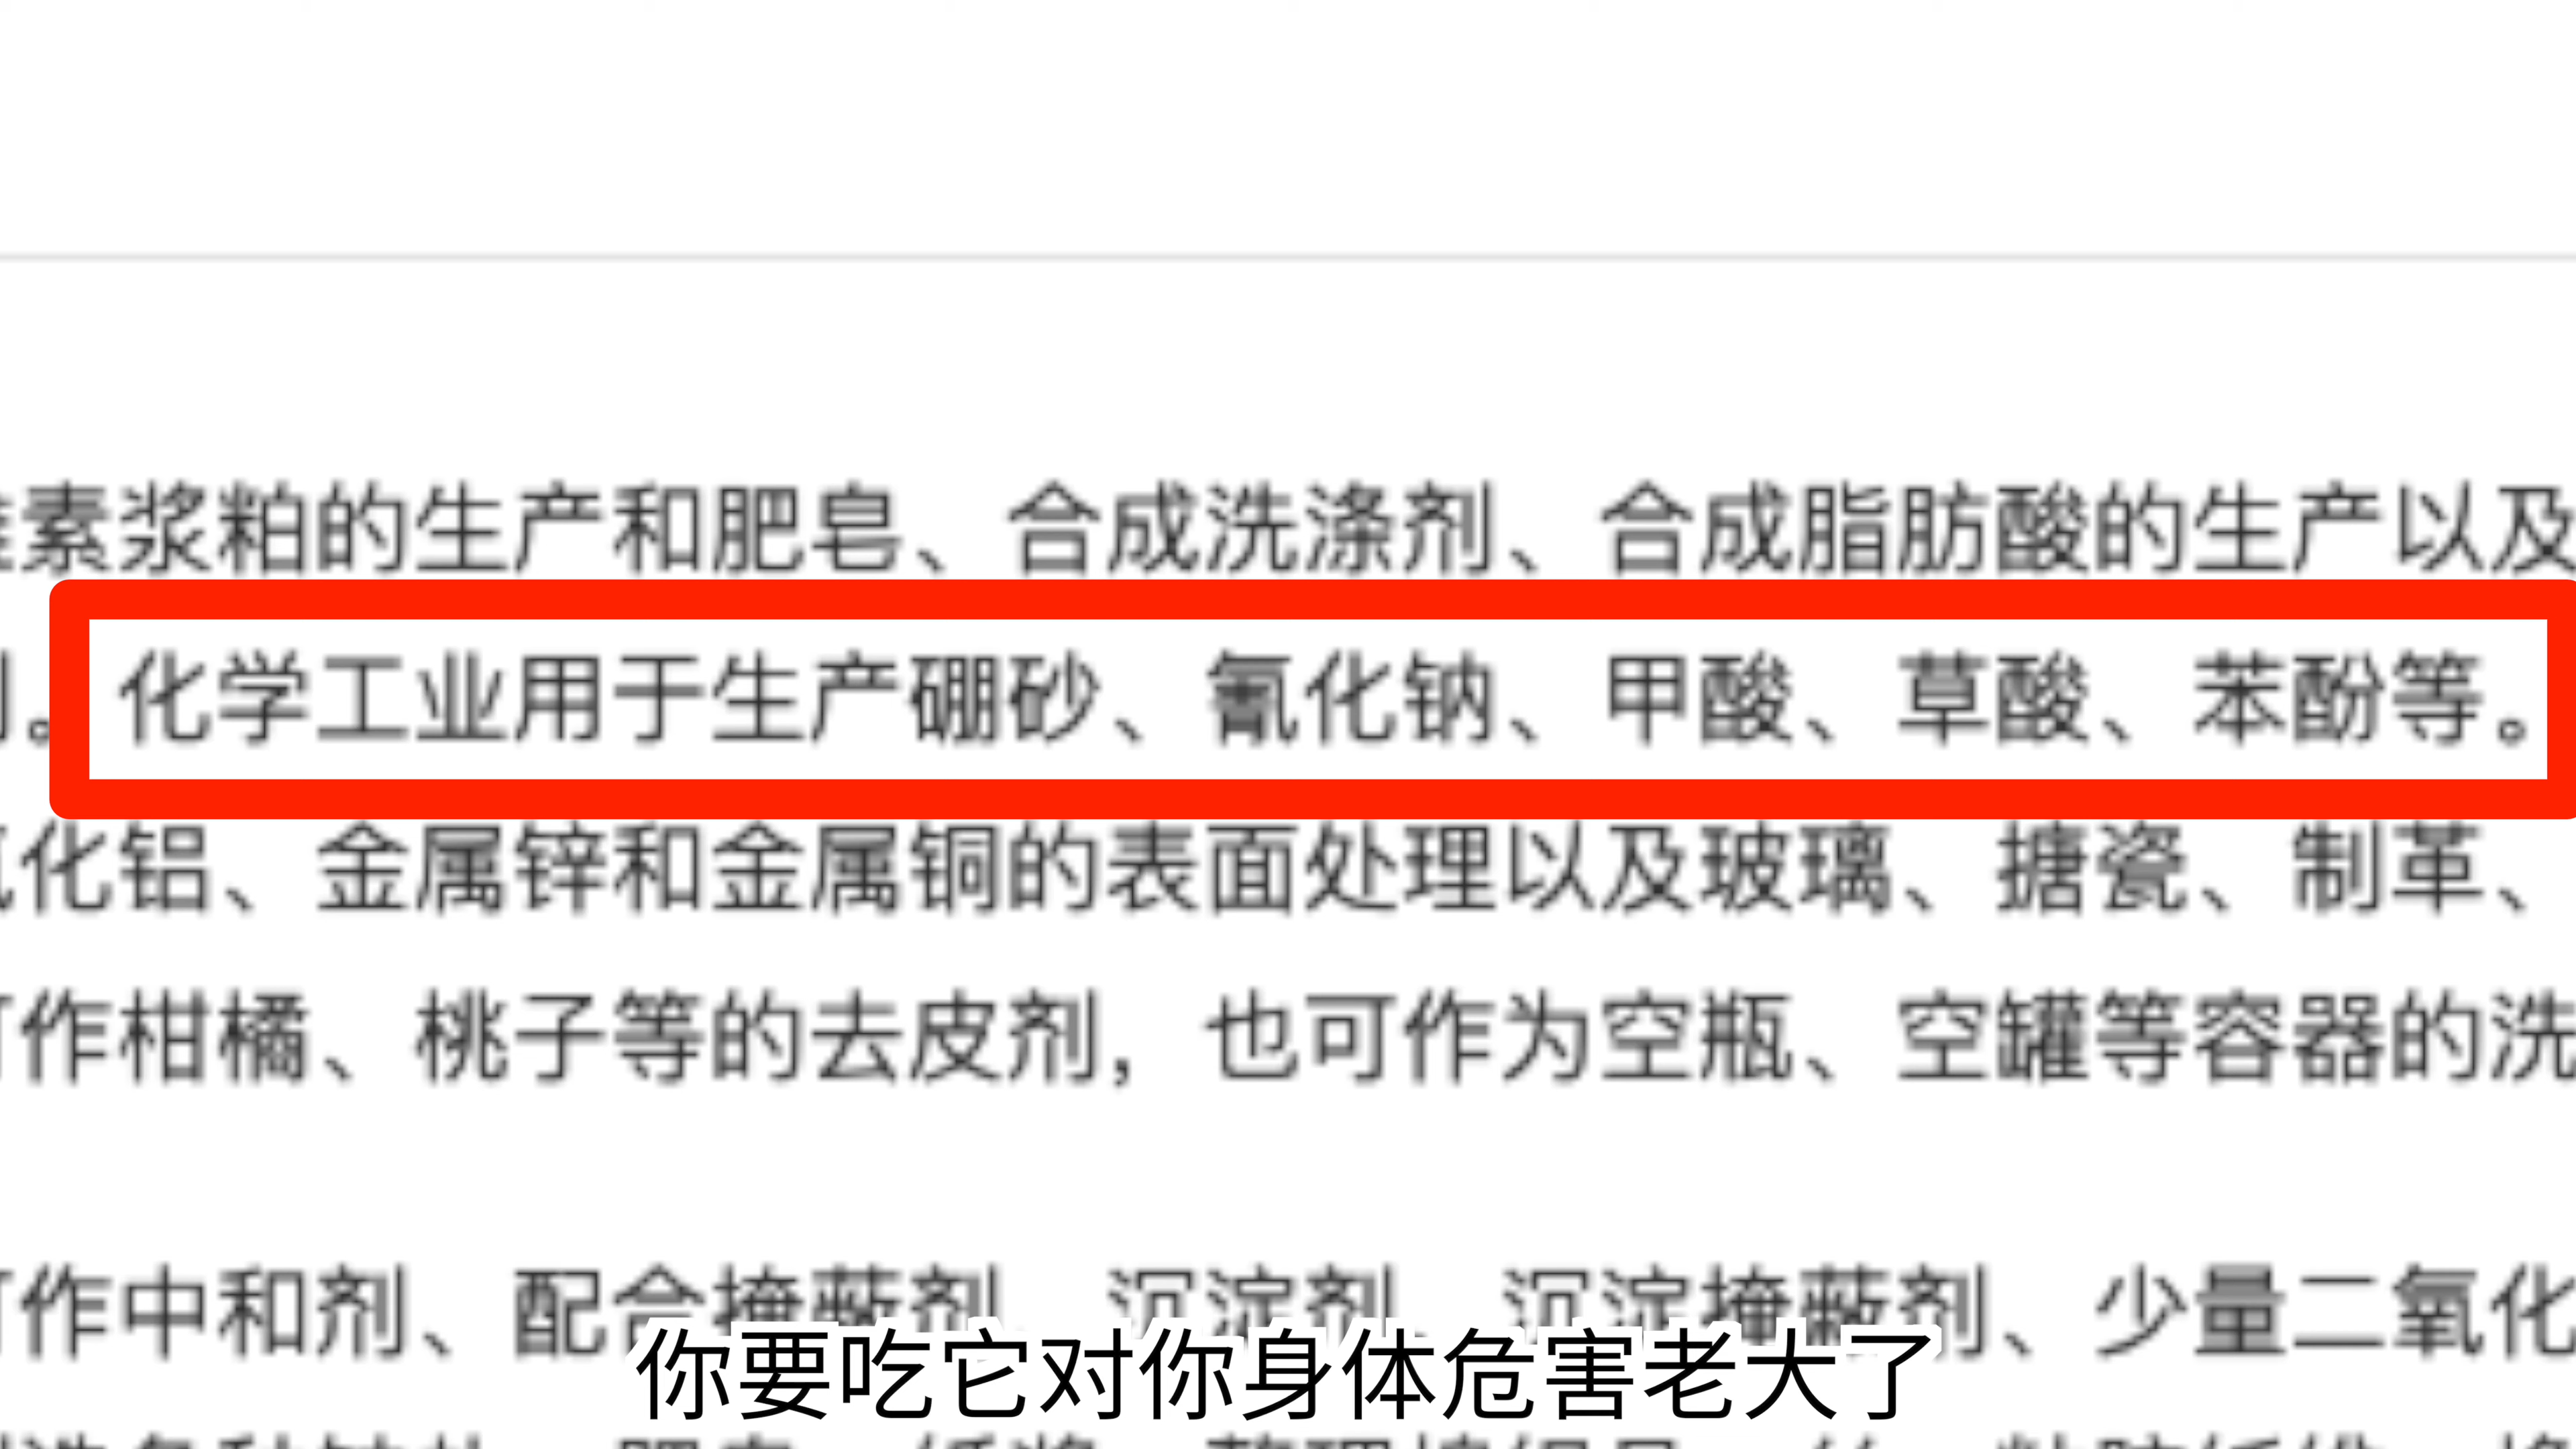 素浆粕的生产和肥皂、合成洗涤剂、合成脂肪酸的生产以及
。化学工业用于生产硼砂、氰化钠、甲酸、草酸、苯酚等。
化铝、金属锌和金属铜的表面处理以及玻璃、搪瓷、制革、
作柑橘、桃子等的去皮剂，也可作为空瓶、空罐等容器的洗
作中和剂、配合掩蔽剂、沉淀剂、沉淀掩蔽剂、少量二氧化
你要吃它对你身体危害老大了